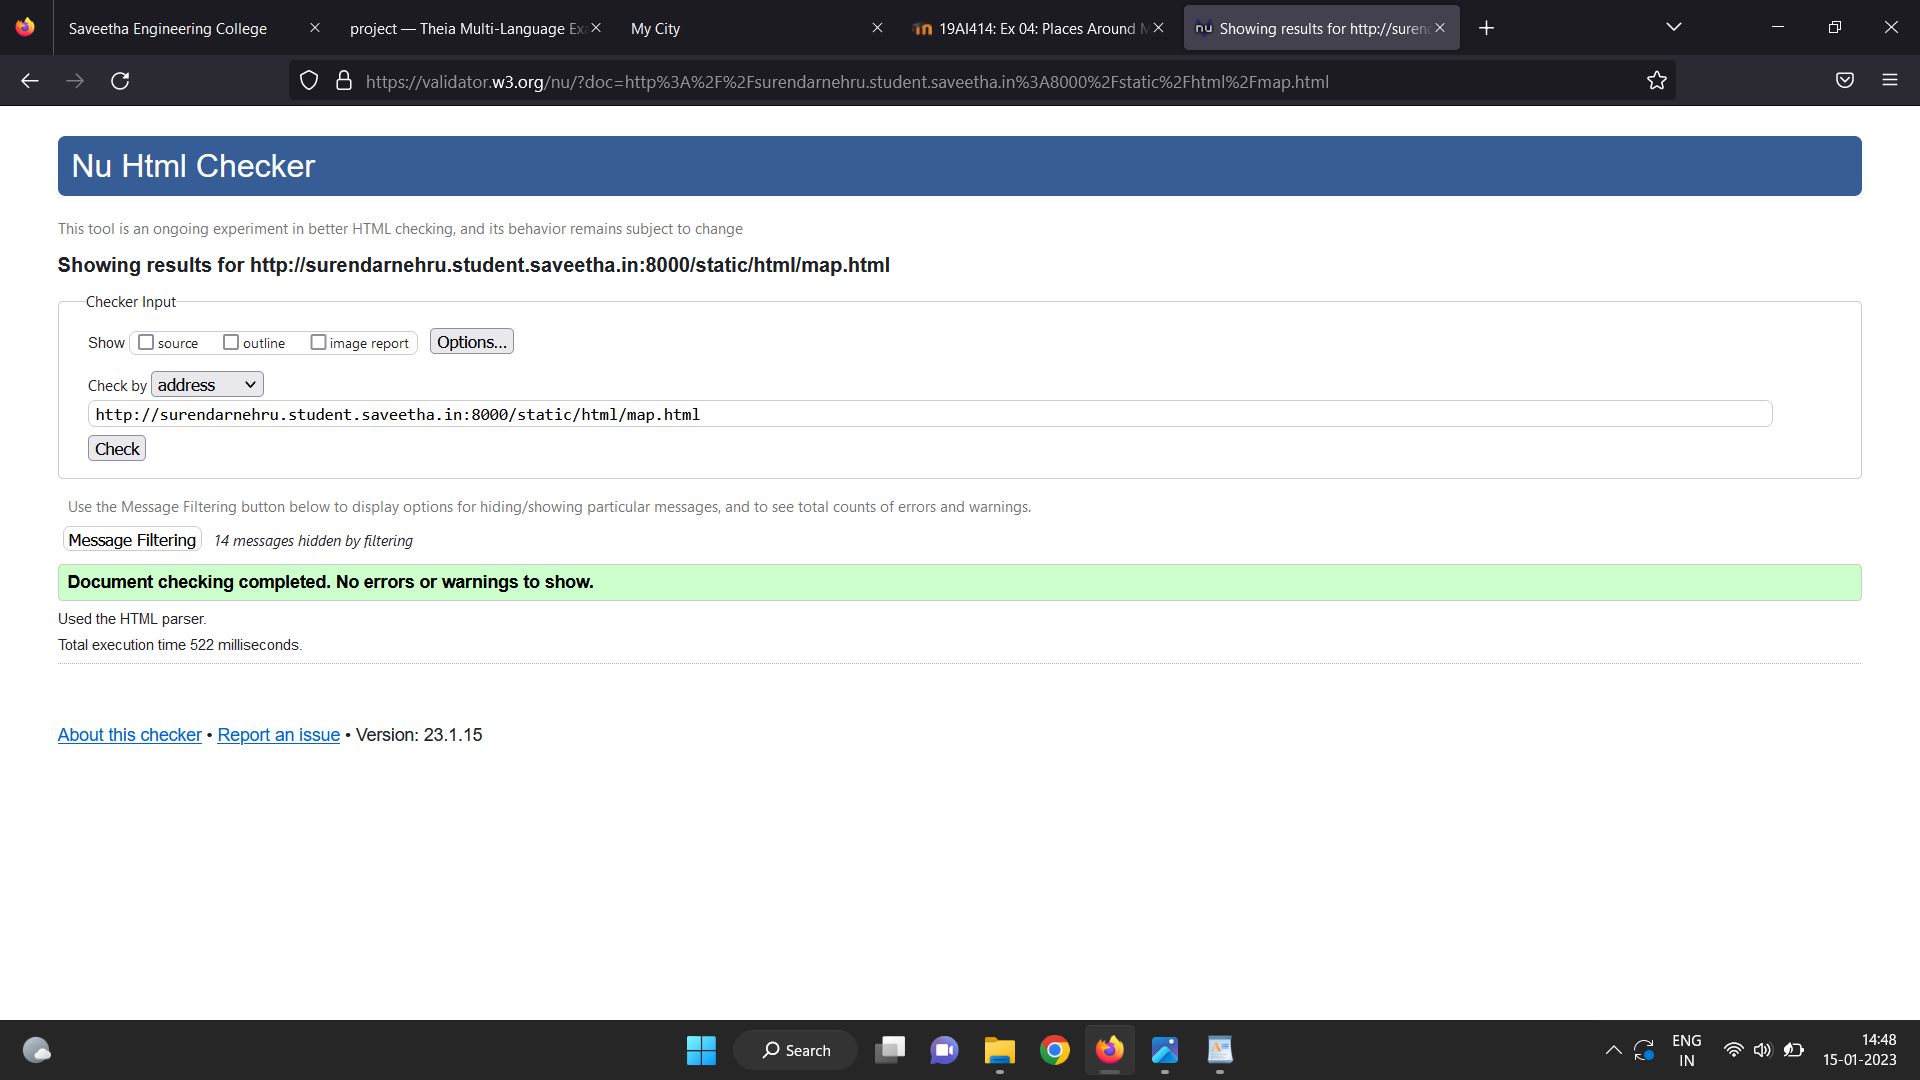 Saveetha Engineering College
project — Theia Multi-Language Ex
My City
19AI414: Ex 04: Places Around M
nu Showing results for http://suren
https://validator.w3.org/nu/?doc=http%3A%2F%2Fsurendarnehru.student.saveetha.in%3A8000%2Fstatic%2Fhtml%2Fmap.html
Nu Html Checker
This tool is an ongoing experiment in better HTML checking, and its behavior remains subject to change
Showing results for http://surendarnehru.student.saveetha.in:8000/static/html/map.html
Checker Input
Show source outline image report Options...
Check by address
http://surendarnehru.student.saveetha.in:8000/static/html/map.html
Check
Use the Message Filtering button below to display options for hiding/showing particular messages, and to see total counts of errors and warnings.
Message Filtering 14 messages hidden by filtering
Document checking completed. No errors or warnings to show.
Used the HTML parser.
Total execution time 522 milliseconds.
About this checker • Report an issue • Version: 23.1.15
Search
ENG
IN
14:48
15-01-2023